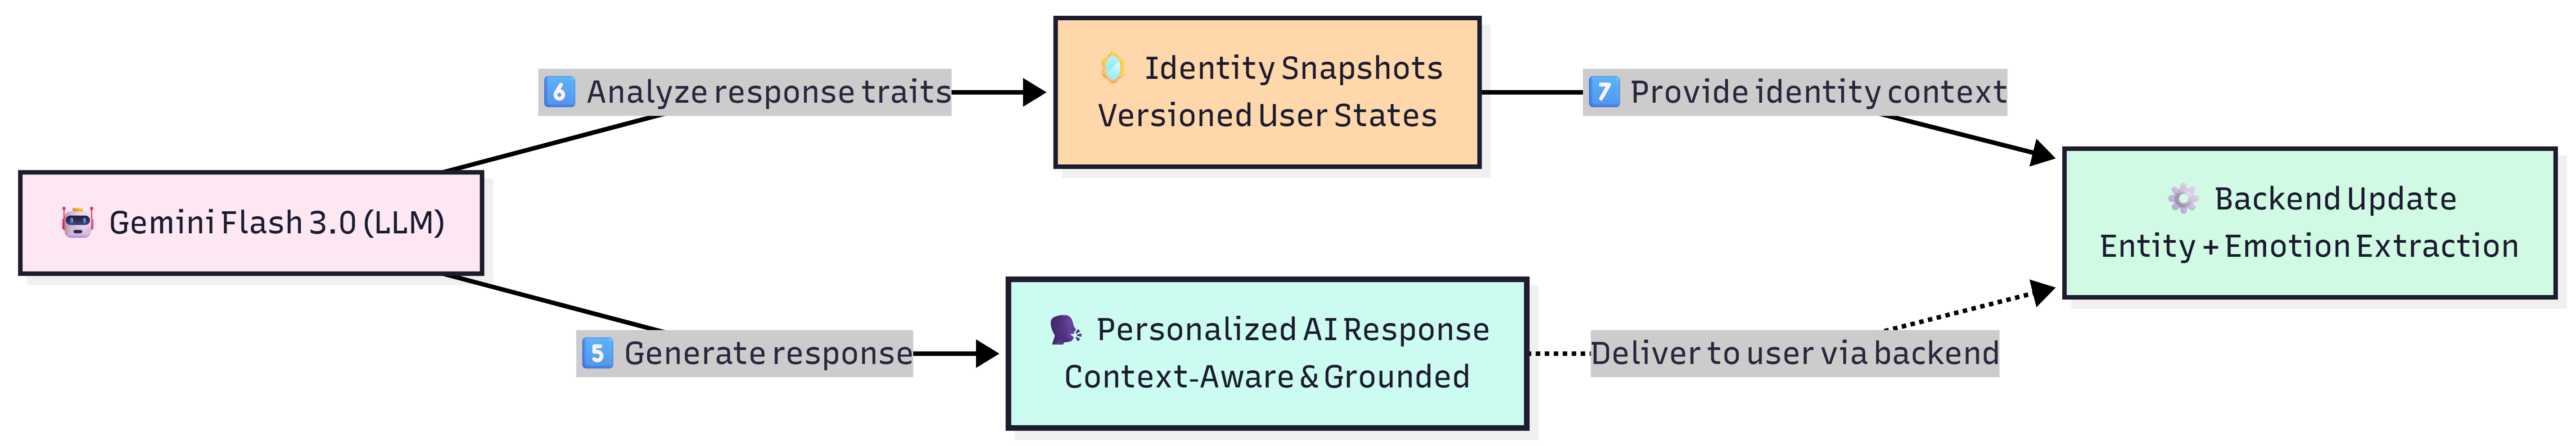 Identity Snapshots
Versioned User States
6 Analyze response traits
7 Provide identity context
Gemini Flash 3.0 (LLM)
Backend Update
Entity + Emotion Extraction
5 Generate response
Personalized AI Response
Context-Aware & Grounded
Deliver to user via backend